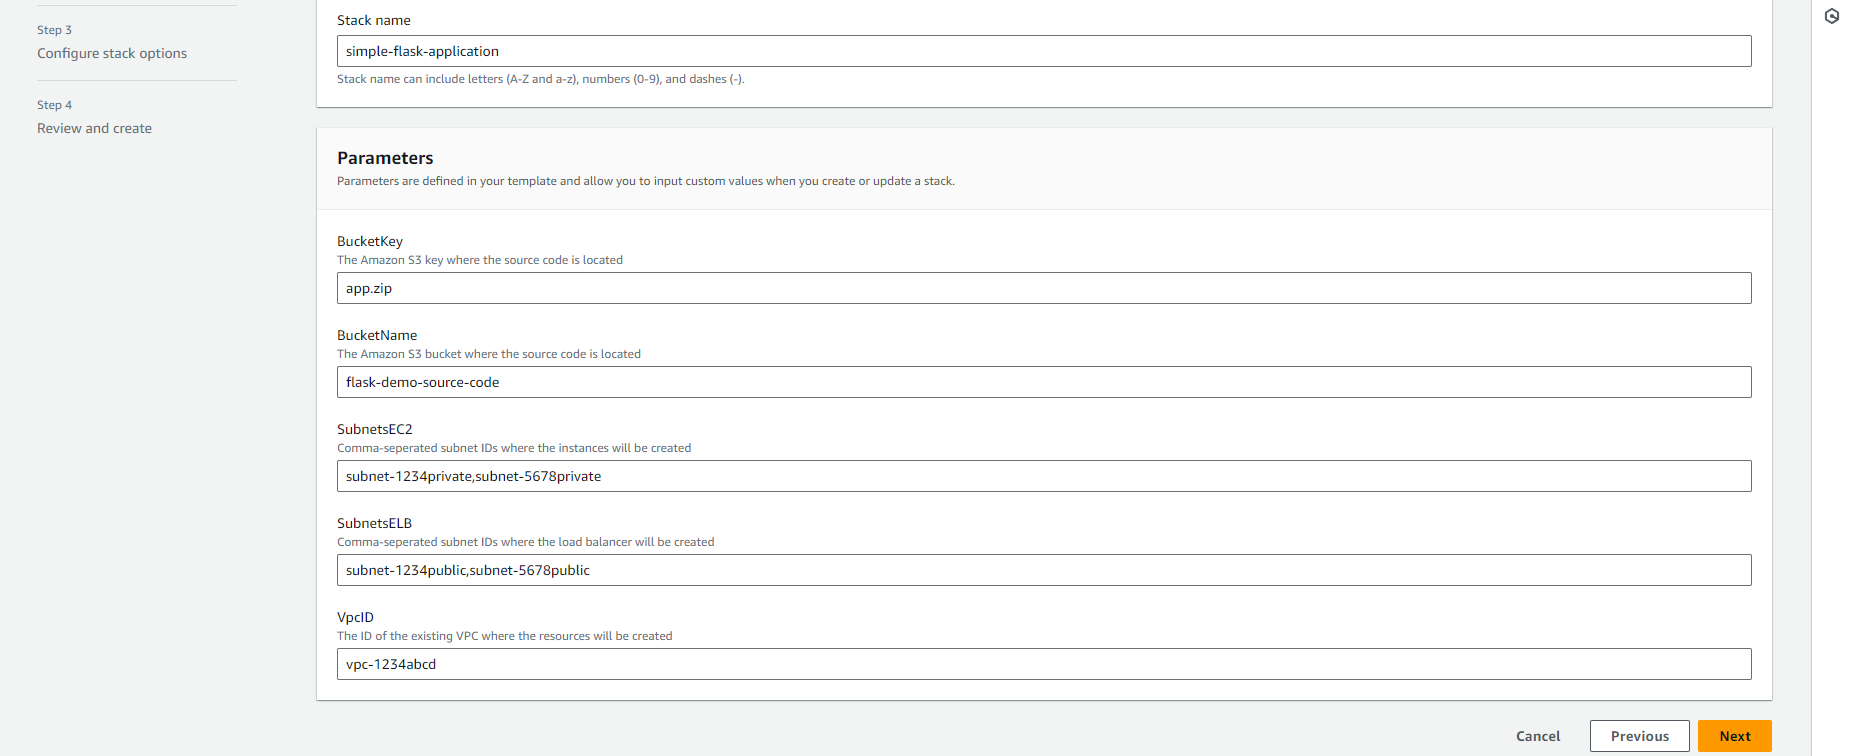 Step 3
Configure stack options
Step 4
Review and create
Stack name
simple-flask-application
Stack name can include letters (A-Z and a-z), numbers (0-9), and dashes (-).
Parameters
Parameters are defined in your template and allow you to input custom values when you create or update a stack.
BucketKey
The Amazon S3 key where the source code is located
app.zip
BucketName
The Amazon S3 bucket where the source code is located
flask-demo-source-code
SubnetsEC2
Comma-seperated subnet IDs where the instances will be created
subnet-1234private,subnet-5678private
SubnetsELB
Comma-seperated subnet IDs where the load balancer will be created
subnet-1234public,subnet-5678public
VpcID
The ID of the existing VPC where the resources will be created
vpc-1234abcd
Cancel Previous Next